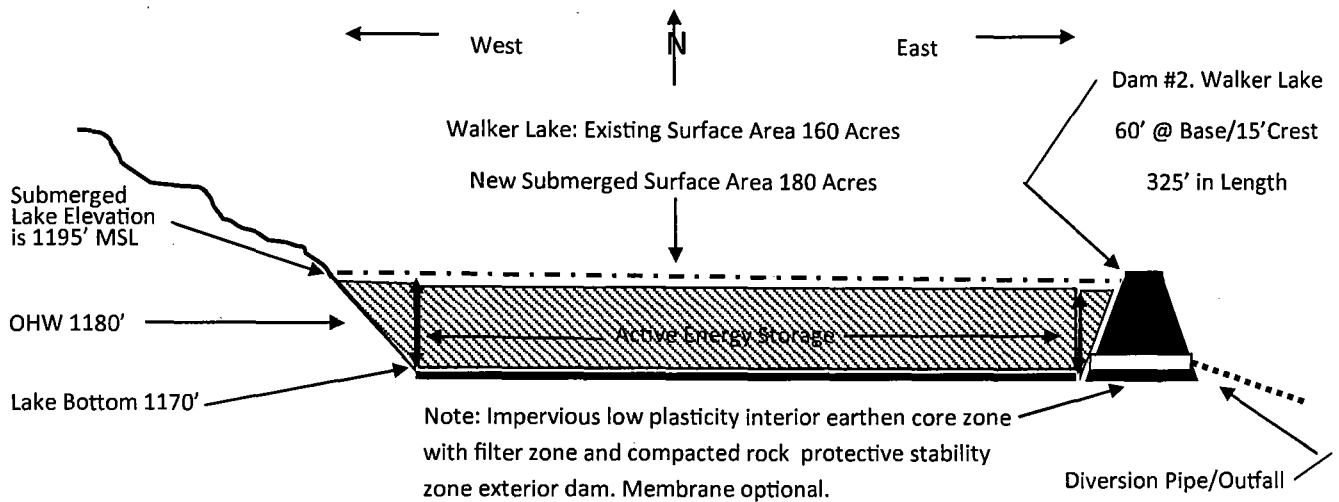 West
N
East
Dam #2. Walker Lake
60’ @ Base/15’Crest
325’ in Length
Walker Lake: Existing Surface Area 160 Acres
New Submerged Surface Area 180 Acres
Submerged
Lake Elevation
is 1195’ MSL
OHW 1180’
Active Energy Storage
Lake Bottom 1170’
Note: Impervious low plasticity interior earthen core zone
with filter zone and compacted rock protective stability
zone exterior dam. Membrane optional.
Diversion Pipe/Outfall